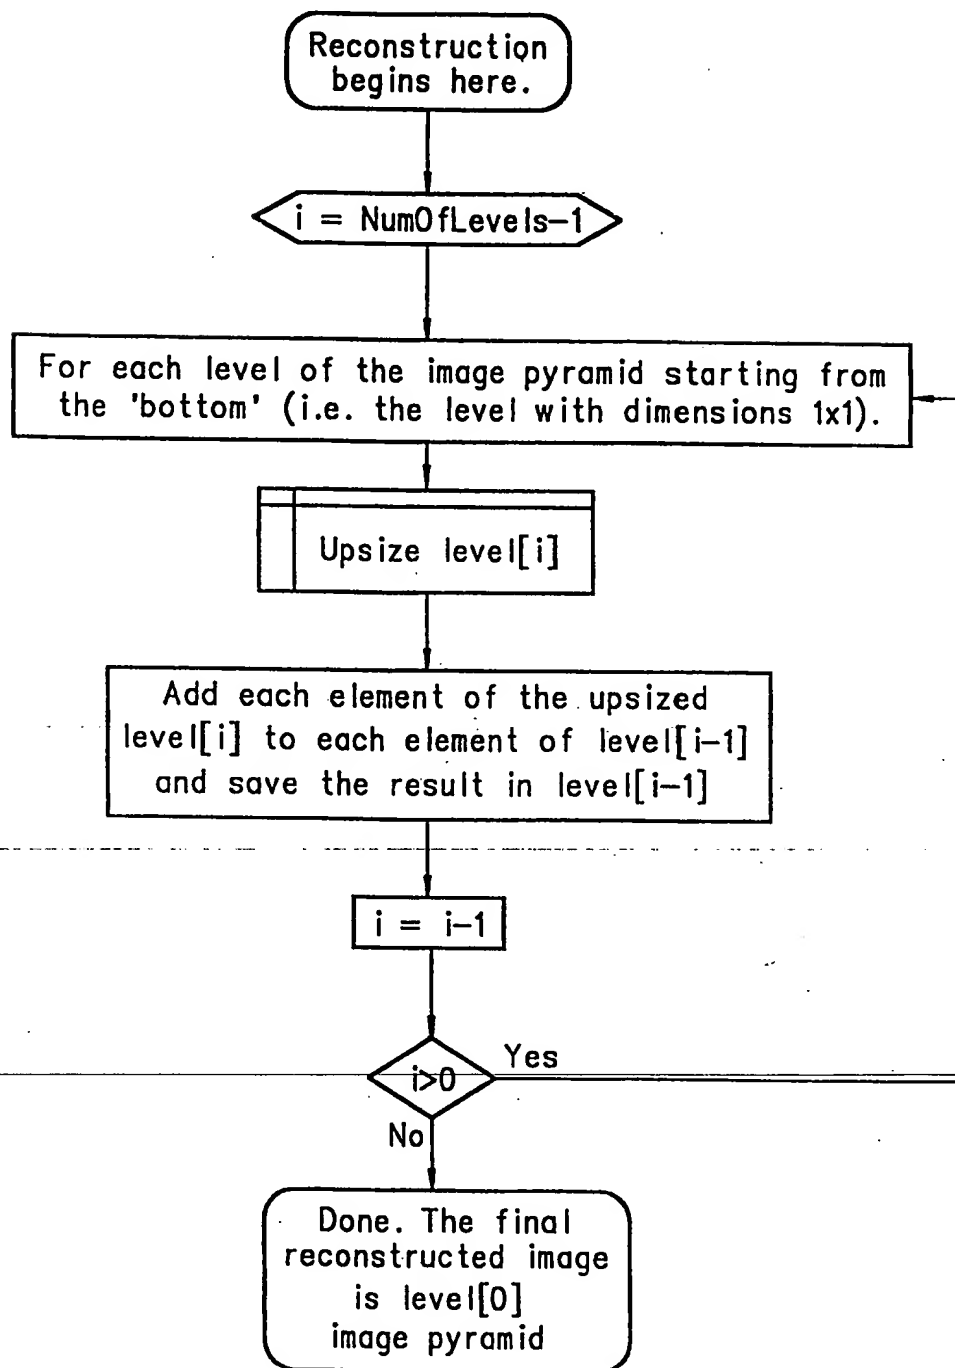 Reconstruction
begins here.
i = NumOfLevels-1
For each level of the image pyramid starting from
the 'bottom' (i.e. the level with dimensions 1x1).
Upsize level[i]
Add each element of the upsized
level[i] to each element of level[i-1]
and save the result in level[i-1]
i = i-1
i>0
Yes
No
Done. The final
reconstructed image
is level[0]
image pyramid